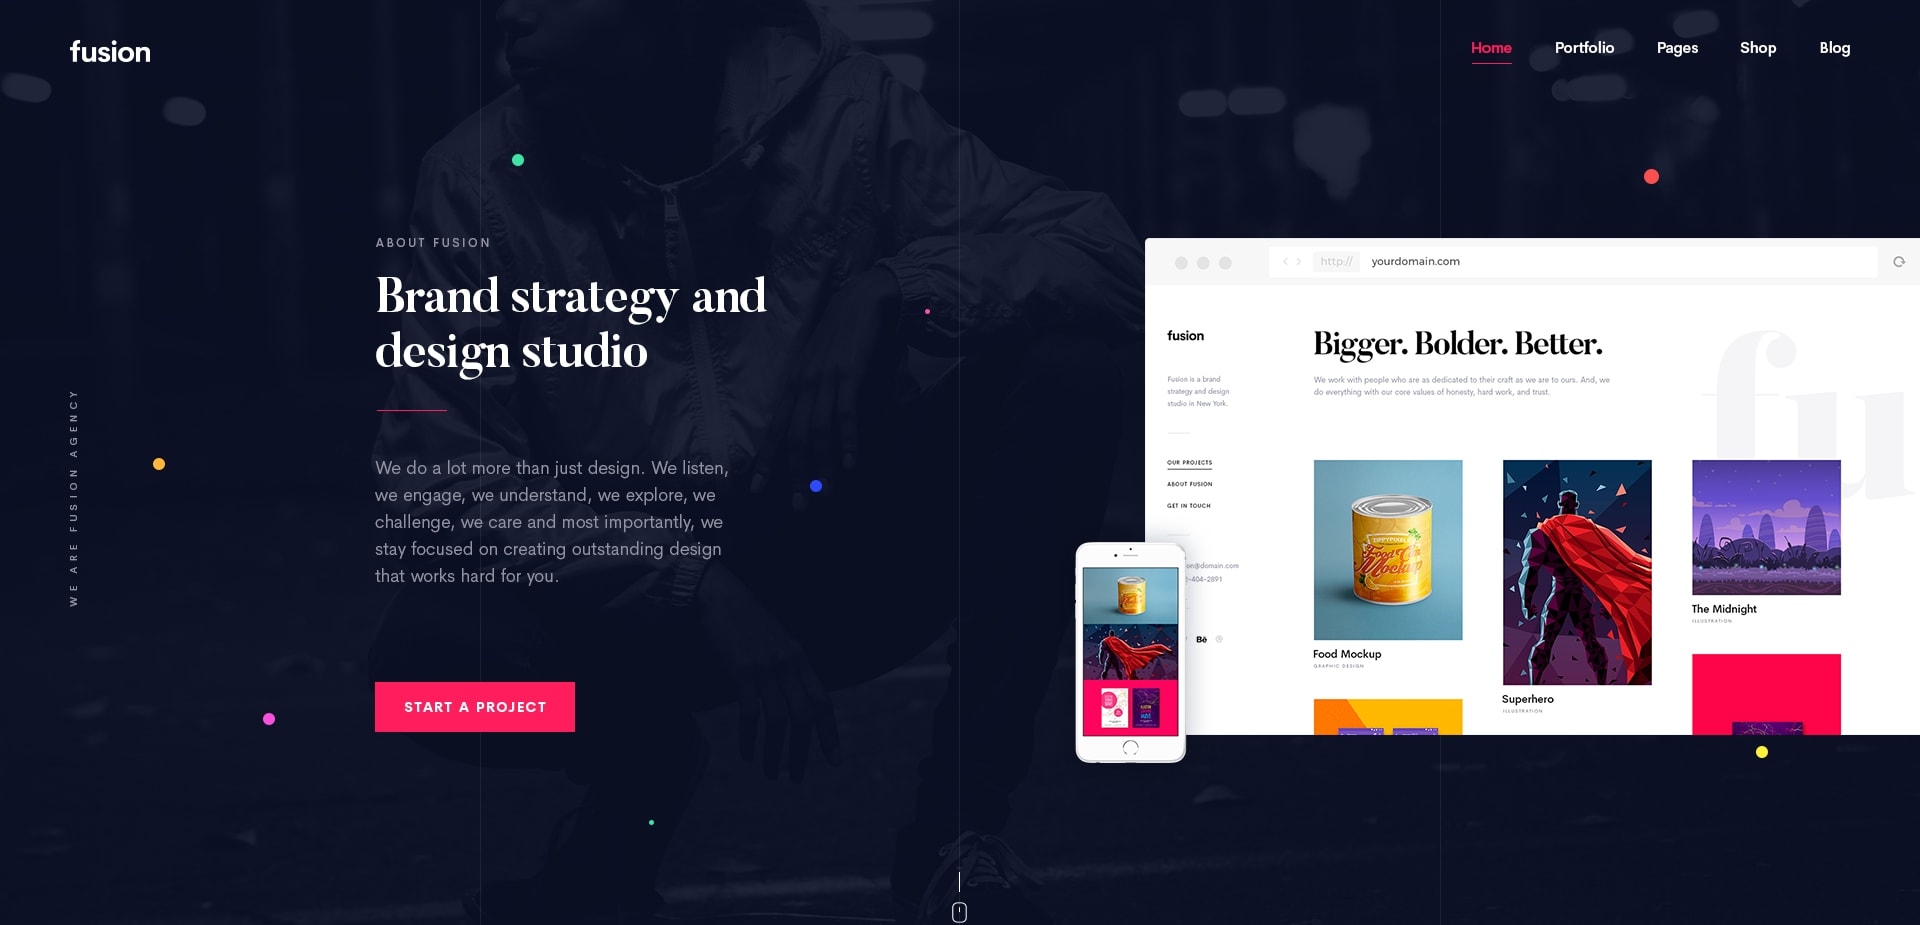 fusion
Home Portfolio Pages Shop Blog
ABOUT FUSION
Brand strategy and
design studio
We do a lot more than just design. We listen,
we engage, we understand, we explore, we
challenge, we care and most importantly, we
stay focused on creating outstanding design
that works hard for you.
START A PROJECT
WE ARE FUSION AGENCY
http:// yourdomain.com
fusion
Fusion is a brand
strategy and design
studio in New York.
OUR PROJECTS
ABOUT FUSION
GET IN TOUCH
on@domain.com
-404-2891
Bē
Bigger. Bolder. Better.
We work with people who are as dedicated to their craft as we are to ours. And, we
do everything with our core values of honesty, hard work, and trust.
fu
ZIPPYPIXELS
Food Can
Mockup
Food Mockup
GRAPHIC DESIGN
Superhero
ILLUSTRATION
The Midnight
ILLUSTRATION